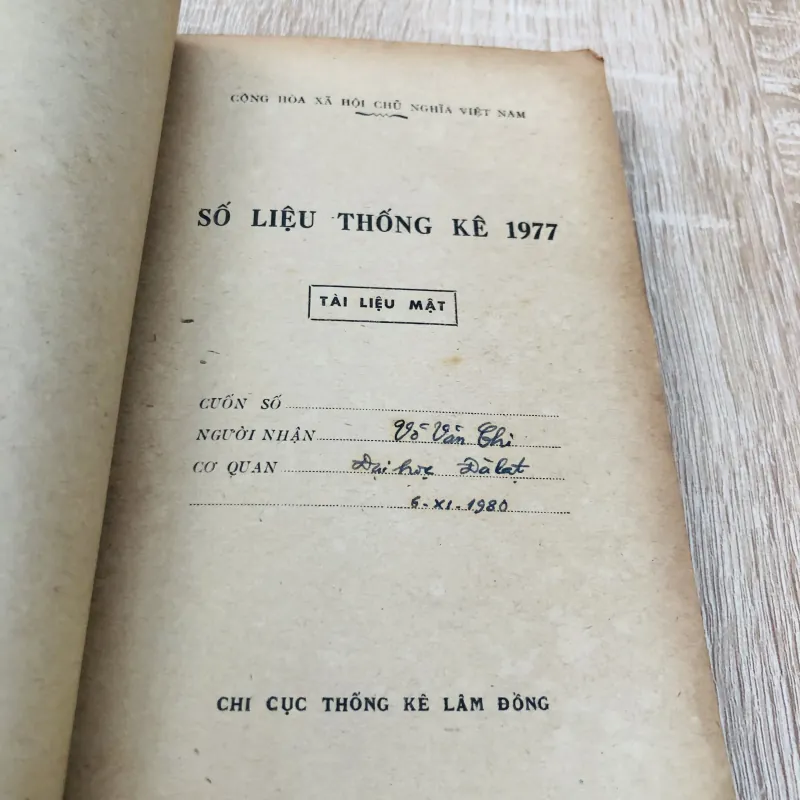 CỘNG HÒA XÃ HỘI CHŨ NGHĨA VIỆT NAM
SỐ LIỆU THỐNG KÊ 1977
TÀI LIỆU MẬT
CUỐN SỐ
NGƯỜI NHẬN Võ Văn Chi
CƠ QUAN Đại học Đàlạt
6-XI-1980
CHI CỤC THỐNG KÊ LÂM ĐỒNG